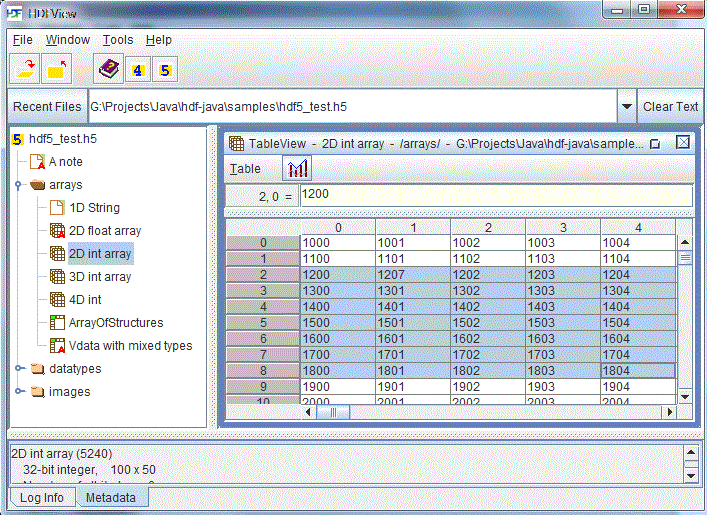 HDF HDFView
File Window Tools Help
4 5
Recent Files G:\Projects\Java\hdf-java\samples\hdf5_test.h5 Clear Text
5 hdf5_test.h5
A note
arrays
1D String
2D float array
2D int array
3D int array
4D int
ArrayOfStructures
Vdata with mixed types
datatypes
images
TableView - 2D int array - /arrays/ - G:\Projects\Java\hdf-java\sample...
Table
2, 0 = 1200
0 1 2 3 4
0 1000 1001 1002 1003 1004
1 1100 1101 1102 1103 1104
2 1200 1207 1202 1203 1204
3 1300 1301 1302 1303 1304
4 1400 1401 1402 1403 1404
5 1500 1501 1502 1503 1504
6 1600 1601 1602 1603 1604
7 1700 1701 1702 1703 1704
8 1800 1801 1802 1803 1804
9 1900 1901 1902 1903 1904
10 2000 2001 2002 2003 2004
2D int array (5240)
32-bit integer, 100 x 50
Log Info Metadata